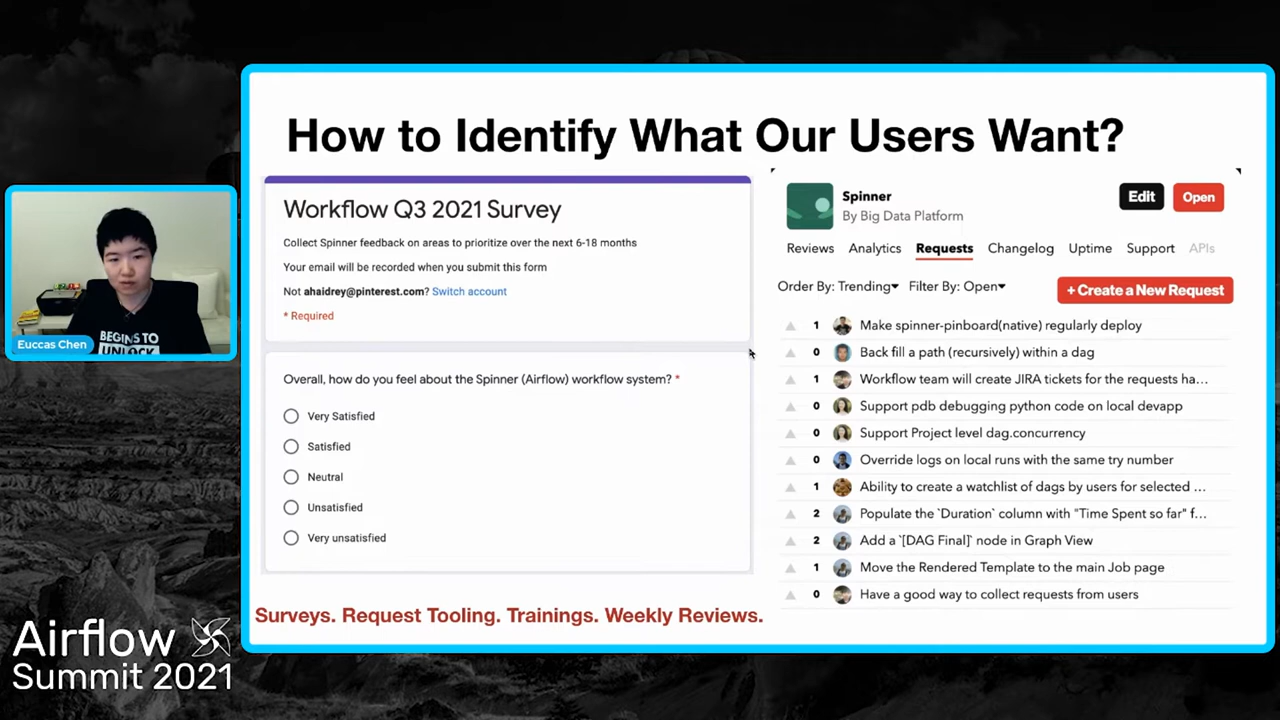 How to Identify What Our Users Want?
Workflow Q3 2021 Survey
Collect Spinner feedback on areas to prioritize over the next 6-18 months
Your email will be recorded when you submit this form
Not ahaidrey@pinterest.com? Switch account
* Required
Overall, how do you feel about the Spinner (Airflow) workflow system? *
Very Satisfied
Satisfied
Neutral
Unsatisfied
Very unsatisfied
Surveys. Request Tooling. Trainings. Weekly Reviews.
Spinner
By Big Data Platform
Edit
Open
Reviews Analytics Requests Changelog Uptime Support APIs
Order By: Trending Filter By: Open
+ Create a New Request
1 Make spinner-pinboard(native) regularly deploy
0 Back fill a path (recursively) within a dag
1 Workflow team will create JIRA tickets for the requests ha...
0 Support pdb debugging python code on local devapp
0 Support Project level dag.concurrency
0 Override logs on local runs with the same try number
1 Ability to create a watchlist of dags by users for selected ...
2 Populate the `Duration` column with "Time Spent so far" f...
2 Add a `[DAG Final]` node in Graph View
1 Move the Rendered Template to the main Job page
0 Have a good way to collect requests from users
BEGINS TO
UNLOCK
Euccas Chen
Airflow
Summit 2021